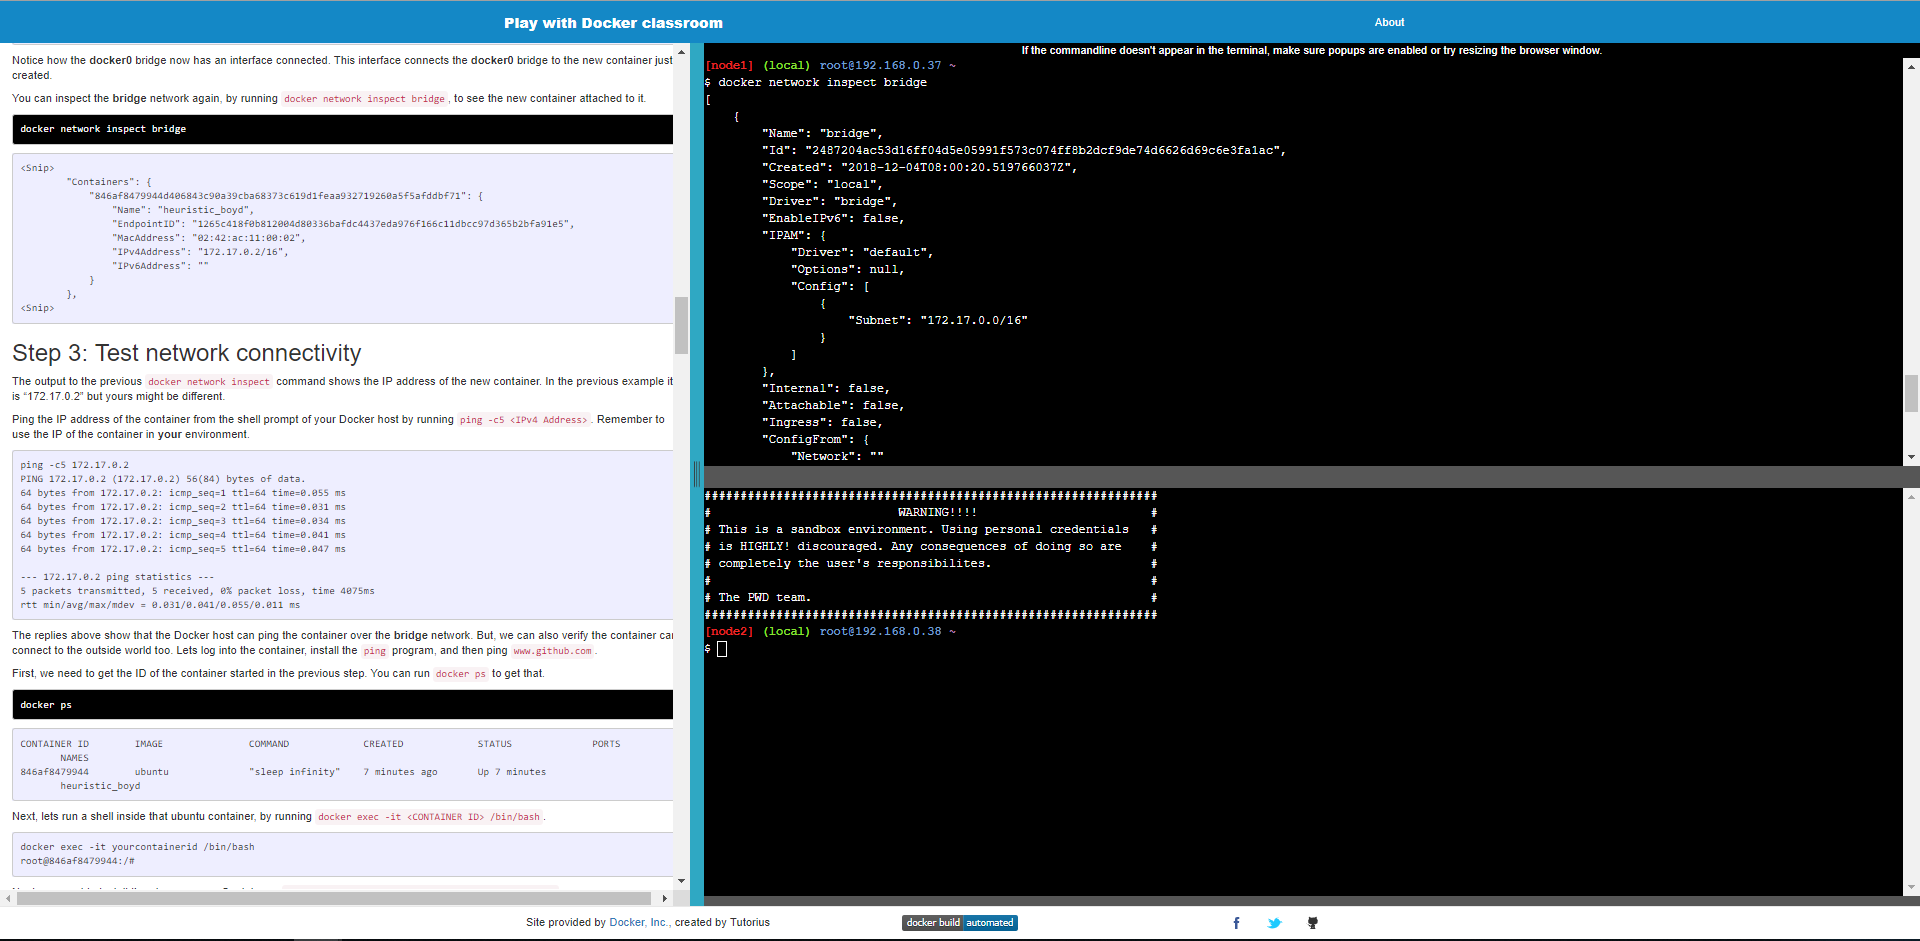 Play with Docker classroom
About
Notice how the docker0 bridge now has an interface connected. This interface connects the docker0 bridge to the new container just
created.
You can inspect the bridge network again, by running docker network inspect bridge , to see the new container attached to it.
docker network inspect bridge
<Snip>
        "Containers": {
            "846af8479944d406843c90a39cba68373c619d1feaa932719260a5f5afddbf71": {
                "Name": "heuristic_boyd",
                "EndpointID": "1265c418f0b812004d80336bafdc4437eda976f166c11dbcc97d365b2bfa91e5",
                "MacAddress": "02:42:ac:11:00:02",
                "IPv4Address": "172.17.0.2/16",
                "IPv6Address": ""
            }
        },
<Snip>
Step 3: Test network connectivity
The output to the previous docker network inspect command shows the IP address of the new container. In the previous example it
is “172.17.0.2” but yours might be different.
Ping the IP address of the container from the shell prompt of your Docker host by running ping -c5 <IPv4 Address> . Remember to
use the IP of the container in your environment.
ping -c5 172.17.0.2
PING 172.17.0.2 (172.17.0.2) 56(84) bytes of data.
64 bytes from 172.17.0.2: icmp_seq=1 ttl=64 time=0.055 ms
64 bytes from 172.17.0.2: icmp_seq=2 ttl=64 time=0.031 ms
64 bytes from 172.17.0.2: icmp_seq=3 ttl=64 time=0.034 ms
64 bytes from 172.17.0.2: icmp_seq=4 ttl=64 time=0.041 ms
64 bytes from 172.17.0.2: icmp_seq=5 ttl=64 time=0.047 ms
--- 172.17.0.2 ping statistics ---
5 packets transmitted, 5 received, 0% packet loss, time 4075ms
rtt min/avg/max/mdev = 0.031/0.041/0.055/0.011 ms
The replies above show that the Docker host can ping the container over the bridge network. But, we can also verify the container can
connect to the outside world too. Lets log into the container, install the ping program, and then ping www.github.com .
First, we need to get the ID of the container started in the previous step. You can run docker ps to get that.
docker ps
CONTAINER ID        IMAGE               COMMAND             CREATED             STATUS              PORTS
       NAMES
846af8479944        ubuntu              "sleep infinity"    7 minutes ago       Up 7 minutes
       heuristic_boyd
Next, lets run a shell inside that ubuntu container, by running docker exec -it <CONTAINER ID> /bin/bash .
docker exec -it yourcontainerid /bin/bash
root@846af8479944:/#
If the commandline doesn't appear in the terminal, make sure popups are enabled or try resizing the browser window.
[node1] (local) root@192.168.0.37 ~
$ docker network inspect bridge
[
    {
        "Name": "bridge",
        "Id": "2487204ac53d16ff04d5e05991f573c074ff8b2dcf9de74d6626d69c6e3fa1ac",
        "Created": "2018-12-04T08:00:20.519766037Z",
        "Scope": "local",
        "Driver": "bridge",
        "EnableIPv6": false,
        "IPAM": {
            "Driver": "default",
            "Options": null,
            "Config": [
                {
                    "Subnet": "172.17.0.0/16"
                }
            ]
        },
        "Internal": false,
        "Attachable": false,
        "Ingress": false,
        "ConfigFrom": {
            "Network": ""
###############################################################
#                          WARNING!!!!                        #
# This is a sandbox environment. Using personal credentials   #
# is HIGHLY! discouraged. Any consequences of doing so are    #
# completely the user's responsibilites.                      #
#                                                             #
# The PWD team.                                               #
###############################################################
[node2] (local) root@192.168.0.38 ~
$
Site provided by Docker, Inc., created by Tutorius
docker build automated